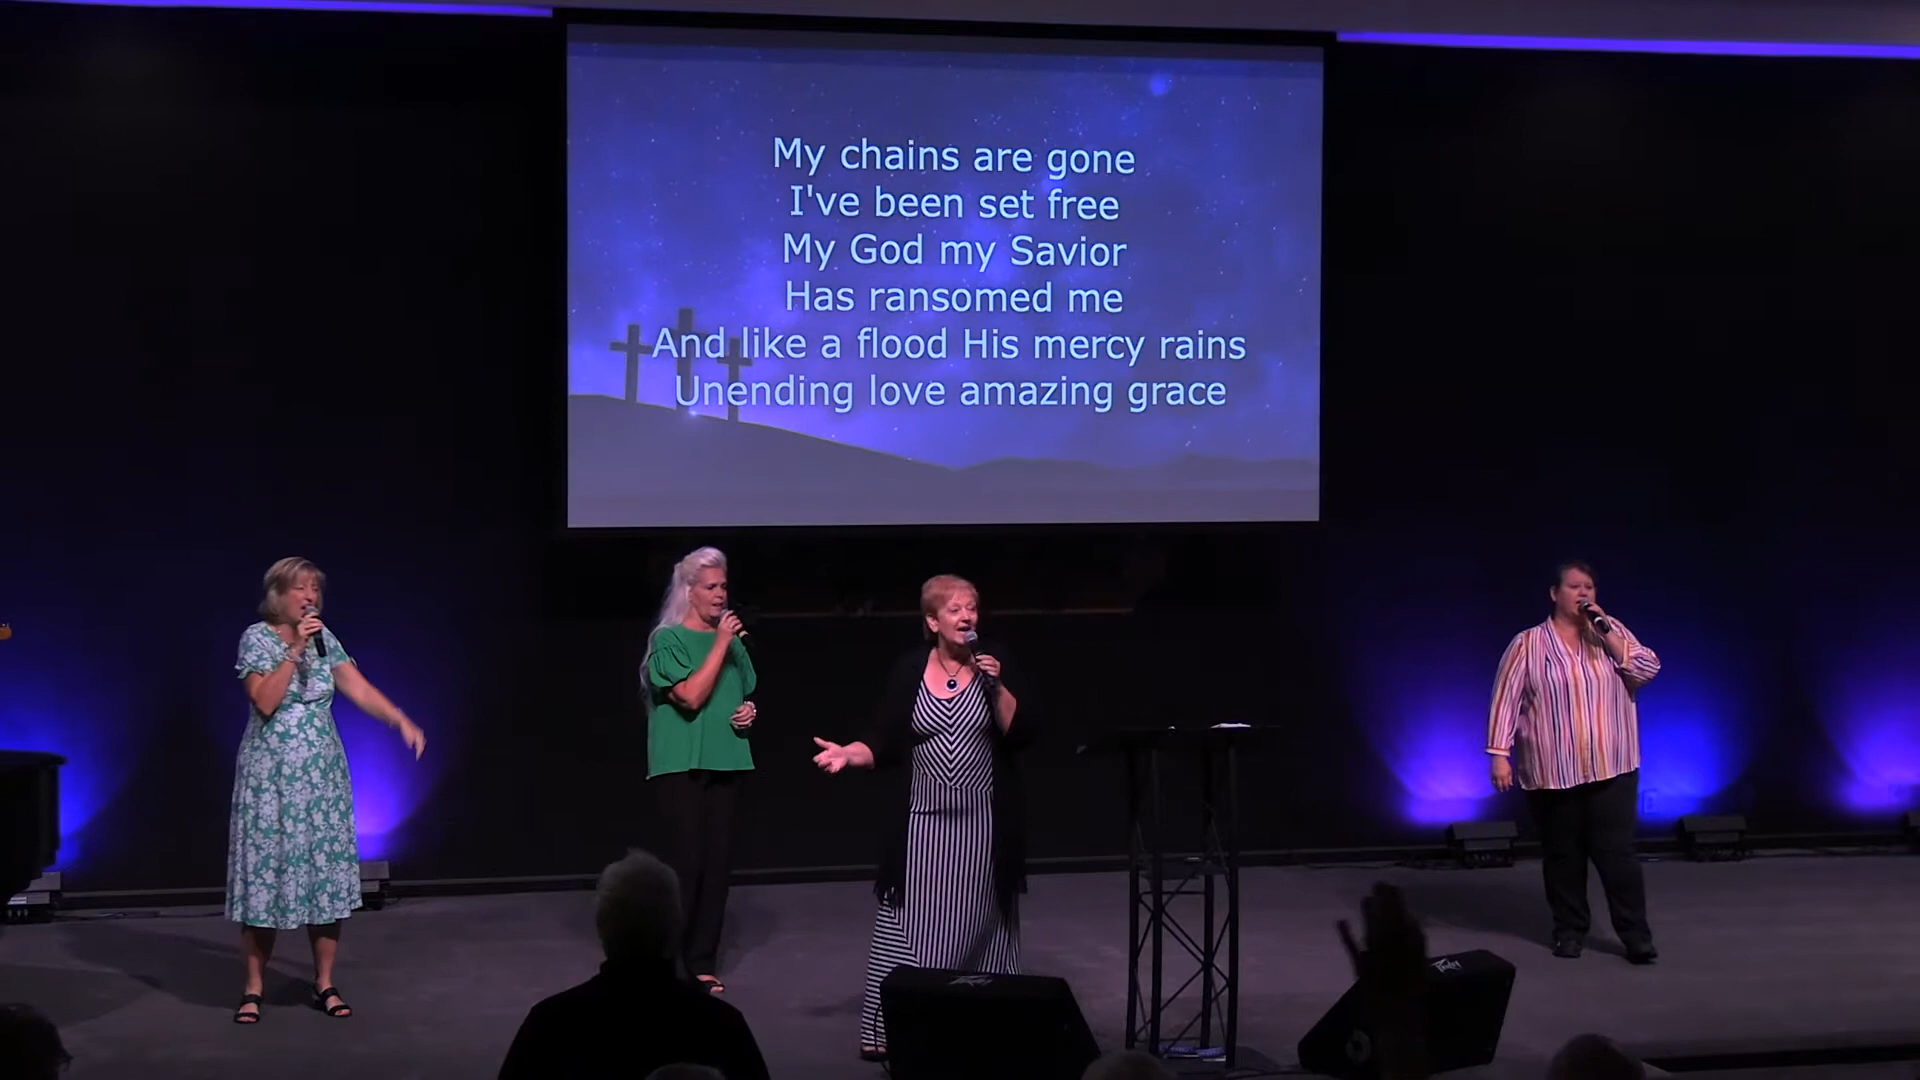 My chains are gone
I've been set free
My God my Savior
Has ransomed me
And like a flood His mercy rains
Unending love amazing grace
Peavey